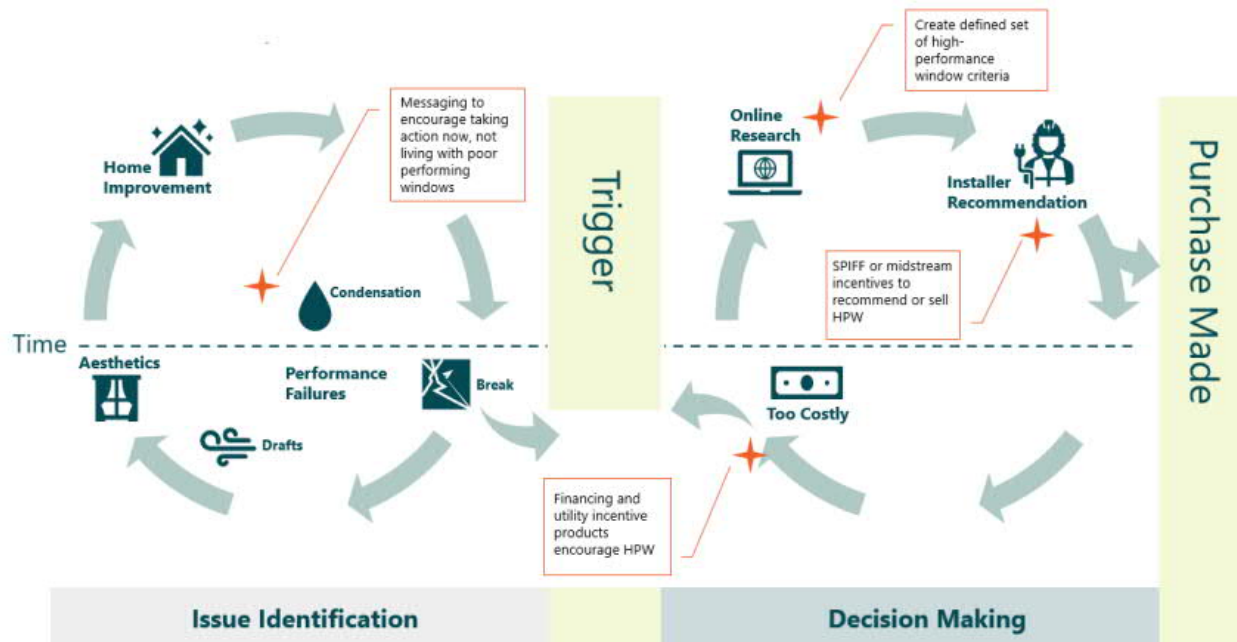 Create defined set
of high-
performance
window criteria
Messaging to
encourage taking
action now, not
living with poor
performing
windows
Home
Improvement
Trigger
Online
Research
Installer
Recommendation
Purchase Made
Condensation
SPIFF or midstream
incentives to
recommend or sell
HPW
Time
Aesthetics
Performance
Failures
Break
Too Costly
Drafts
Financing and
utility incentive
products
encourage HPW
Issue Identification
Decision Making